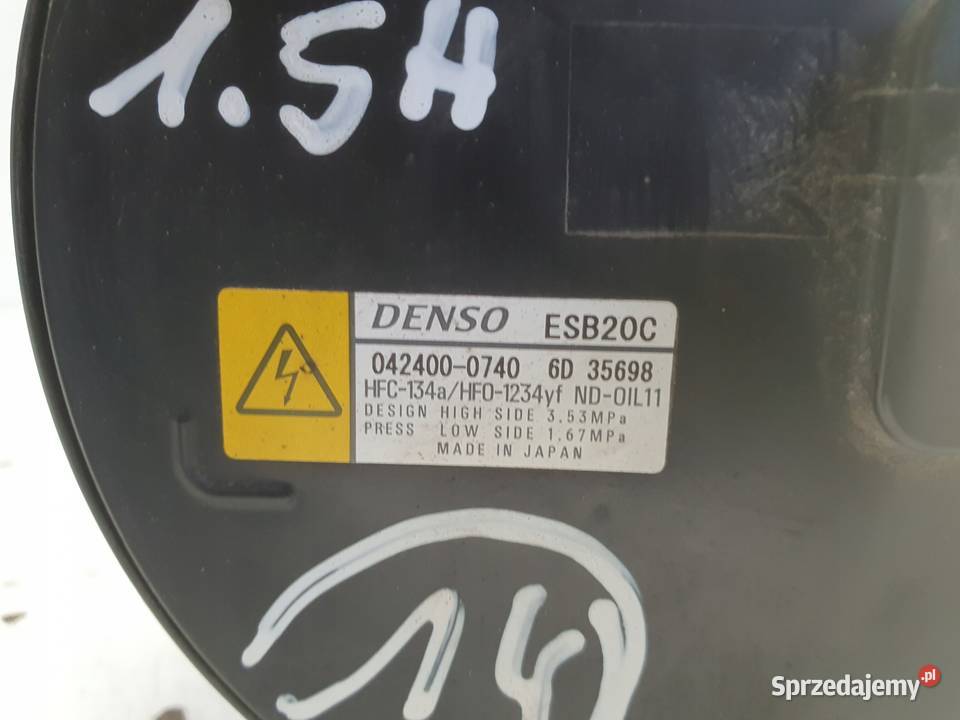 1.5H
DENSO ESB20C
042400-0740 6D 35698
HFC-134a/HFO-1234yf ND-OIL11
DESIGN HIGH SIDE 3.53MPa
PRESS LOW SIDE 1.67MPa
MADE IN JAPAN
14
Sprzedajemy.pl